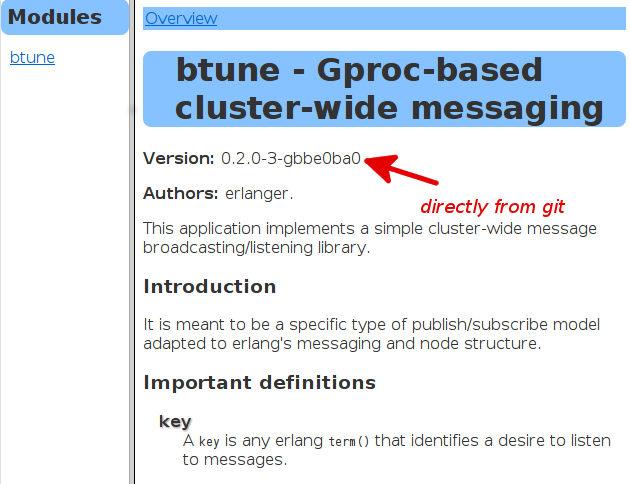 Modules
btune
Overview
btune - Gproc-based
cluster-wide messaging
Version: 0.2.0-3-gbbe0ba0
directly from git
Authors: erlanger.
This application implements a simple cluster-wide message
broadcasting/listening library.
Introduction
It is meant to be a specific type of publish/subscribe model
adapted to erlang's messaging and node structure.
Important definitions
key
A key is any erlang term() that identifies a desire to listen
to messages.